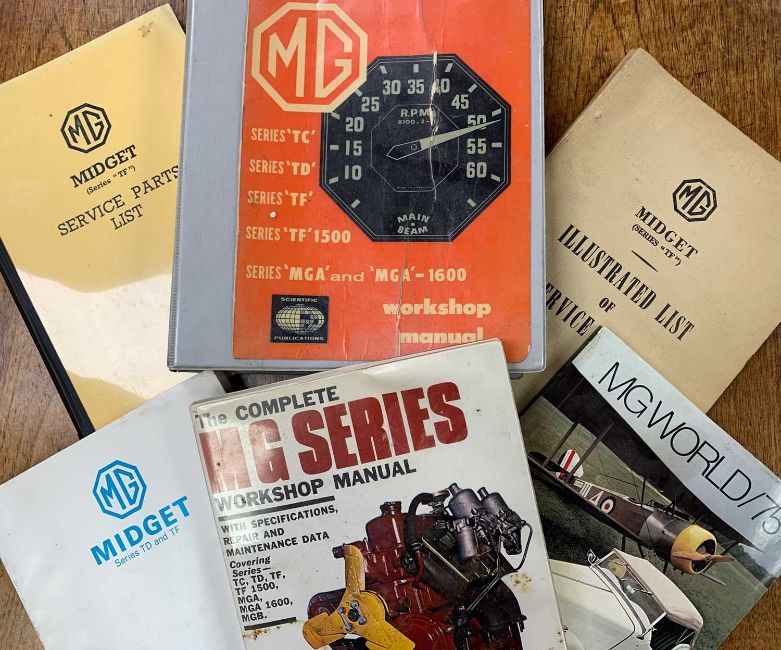 MG
MIDGET
(Series "TF")
SERVICE PARTS
LIST
MG
SERIES 'TC'
SERIES 'TD'
SERIES 'TF'
SERIES 'TF' 1500
SERIES 'MGA' and 'MGA'-1600
workshop
manual
10 15 20 25 30 35 40 45 50 55 60
R.P.M.
X100
MAIN
BEAM
SCIENTIFIC
PUBLICATIONS
MG
MIDGET
(SERIES "TF")
ILLUSTRATED LIST
OF
SERVICE
MG
MIDGET
Series TD and TF
The COMPLETE
MG SERIES
WORKSHOP MANUAL
WITH SPECIFICATIONS,
REPAIR AND
MAINTENANCE DATA
Covering
Series—
TC, TD, TF,
TF 1500,
MGA,
MGA 1600,
MGB.
MG WORLD/7